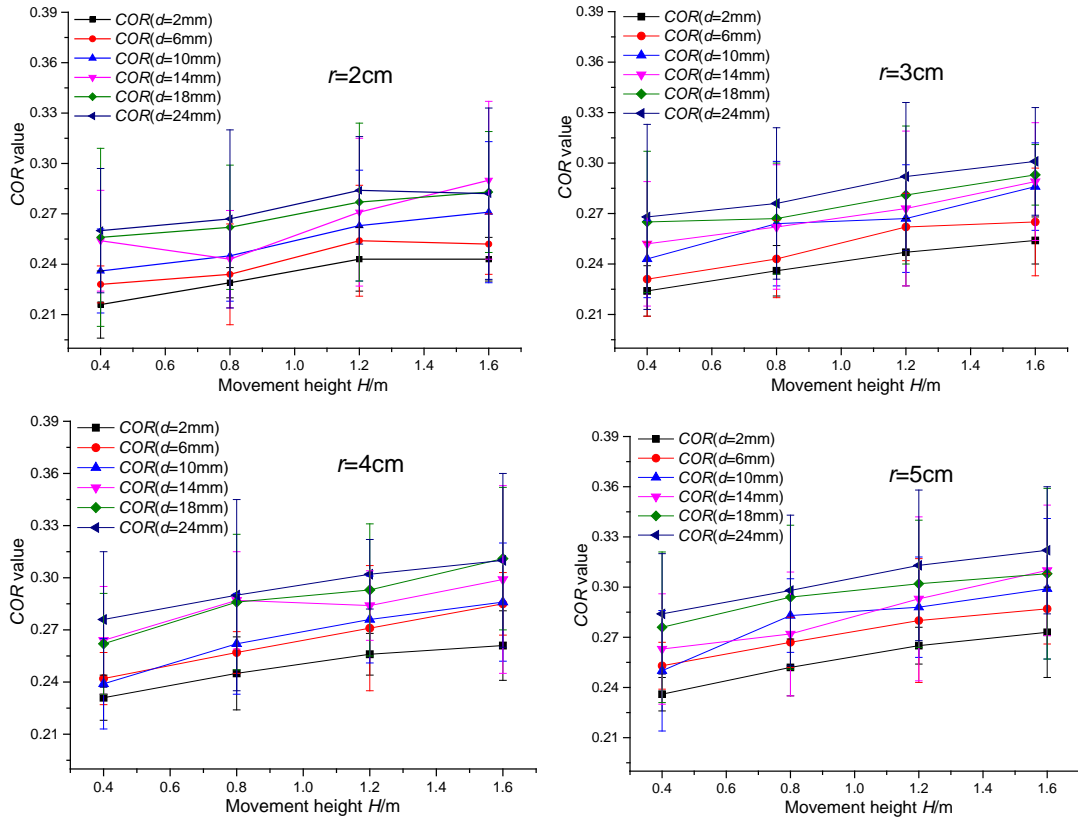 0.39
0.36
0.33
0.30
0.27
0.24
0.21
COR value
COR(d=2mm)
COR(d=6mm)
COR(d=10mm)
COR(d=14mm)
COR(d=18mm)
COR(d=24mm)
r=2cm
0.4 0.6 0.8 1.0 1.2 1.4 1.6
Movement height H/m
0.39
0.36
0.33
0.30
0.27
0.24
0.21
COR value
COR(d=2mm)
COR(d=6mm)
COR(d=10mm)
COR(d=14mm)
COR(d=18mm)
COR(d=24mm)
r=3cm
0.4 0.6 0.8 1.0 1.2 1.4 1.6
Movement height H/m
0.39
0.36
0.33
0.30
0.27
0.24
0.21
COR value
COR(d=2mm)
COR(d=6mm)
COR(d=10mm)
COR(d=14mm)
COR(d=18mm)
COR(d=24mm)
r=4cm
0.4 0.6 0.8 1.0 1.2 1.4 1.6
Movement height H/m
0.39
0.36
0.33
0.30
0.27
0.24
0.21
COR value
COR(d=2mm)
COR(d=6mm)
COR(d=10mm)
COR(d=14mm)
COR(d=18mm)
COR(d=24mm)
r=5cm
0.4 0.6 0.8 1.0 1.2 1.4 1.6
Movement height H/m